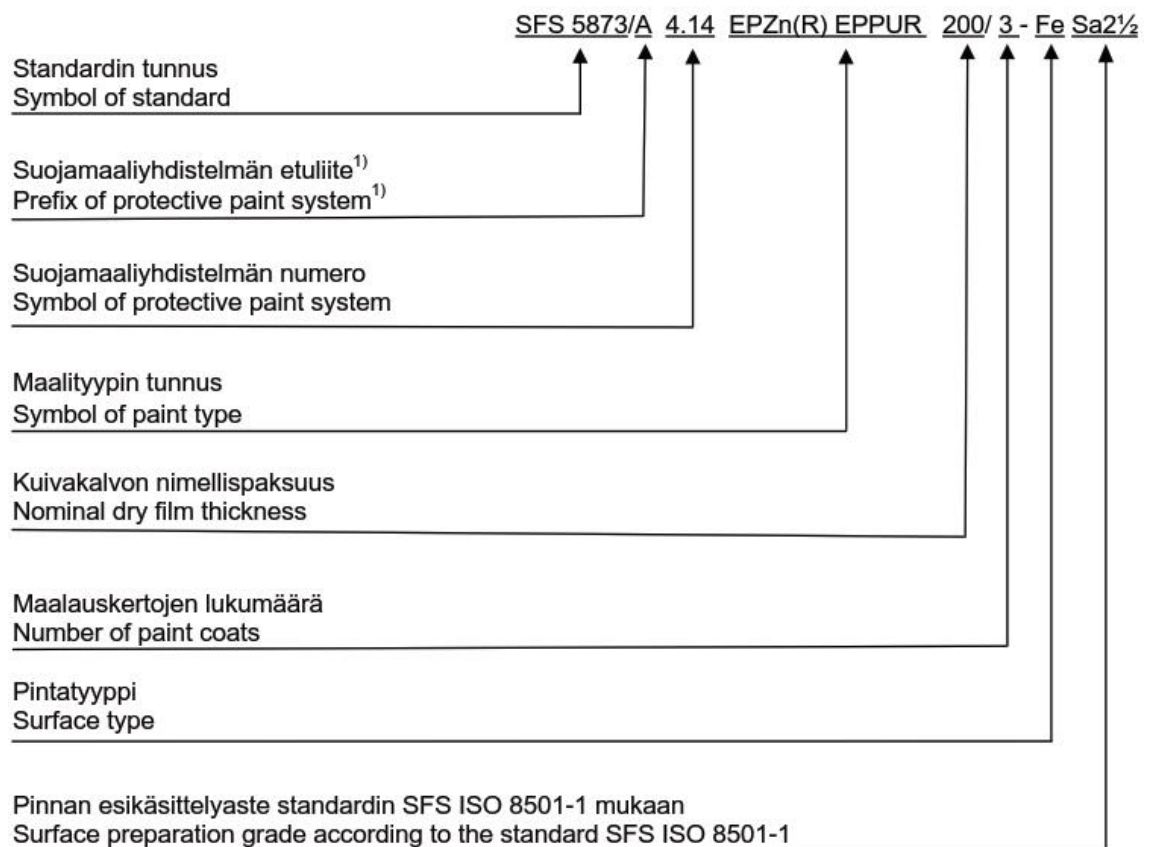 SFS 5873/A 4.14 EPZn(R) EPPUR 200/ 3 - Fe Sa2½
Standardin tunnus
Symbol of standard
Suojamaaliyhdistelmän etuliite1)
Prefix of protective paint system1)
Suojamaaliyhdistelmän numero
Symbol of protective paint system
Maalityypin tunnus
Symbol of paint type
Kuivakalvon nimellispaksuus
Nominal dry film thickness
Maalauskertojen lukumäärä
Number of paint coats
Pintatyyppi
Surface type
Pinnan esikäsittelyaste standardin SFS ISO 8501-1 mukaan
Surface preparation grade according to the standard SFS ISO 8501-1